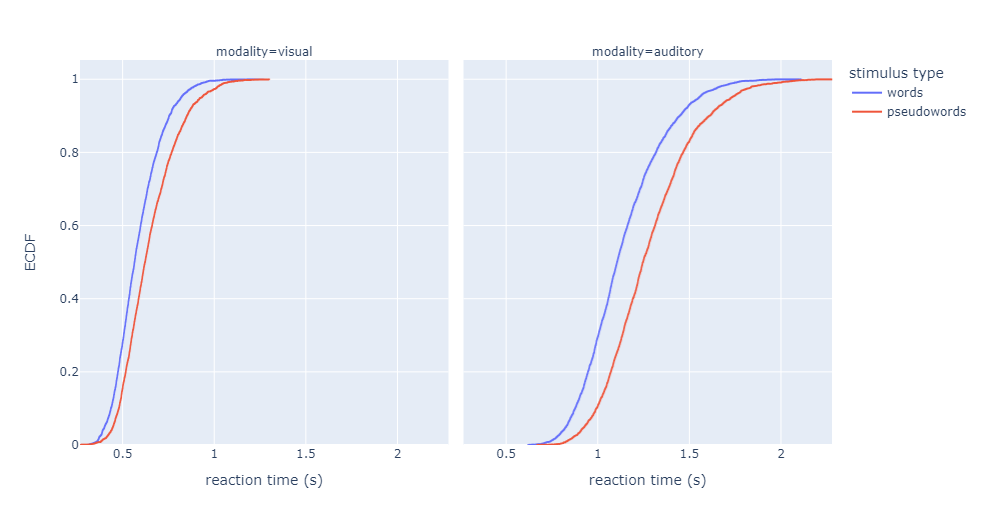 modality=visual
modality=auditory
stimulus type
words
pseudowords
1
0.8
0.6
0.4
0.2
0
ECDF
0.5
1
1.5
2
0.5
1
1.5
2
reaction time (s)
reaction time (s)